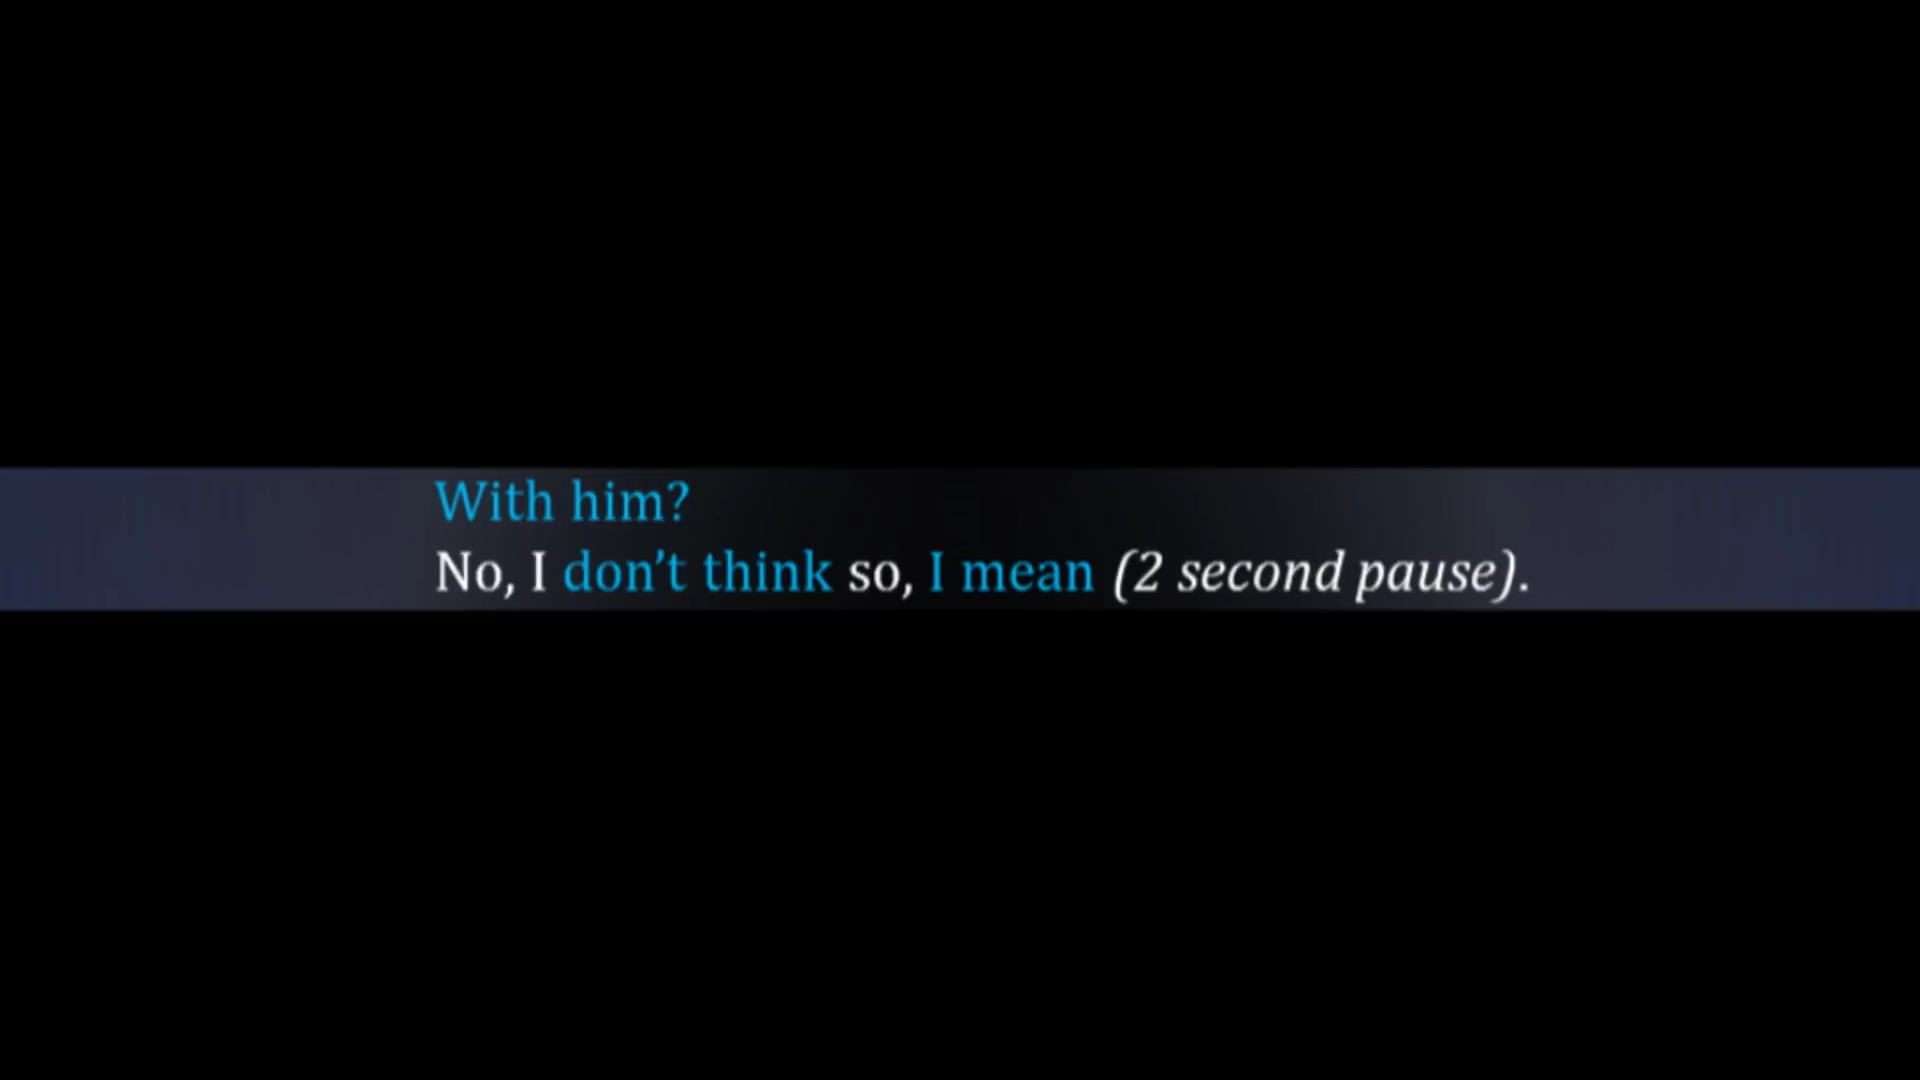 With him?
No, I don’t think so, I mean (2 second pause).